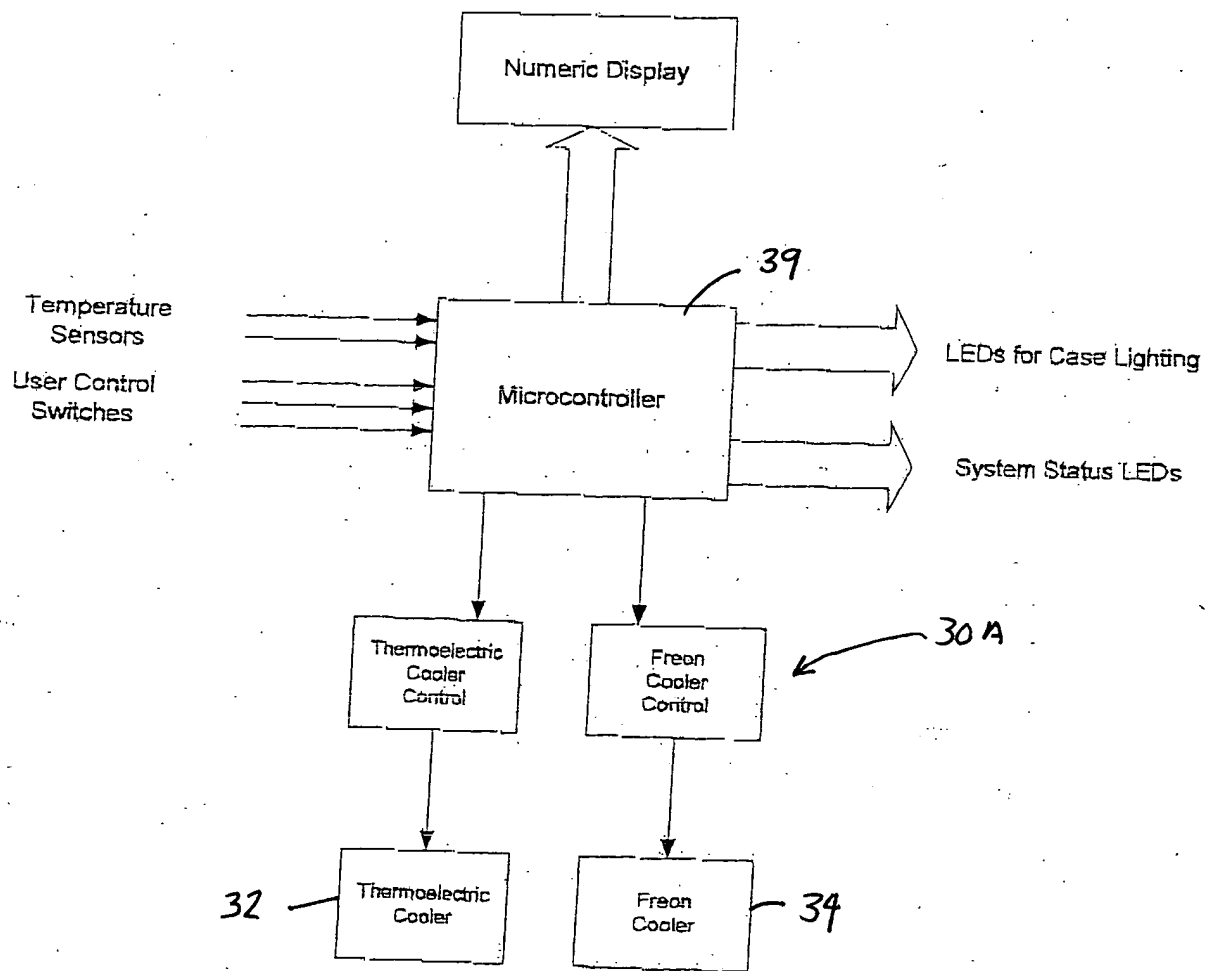 Numeric Display
39
Temperature
Sensors
User Control
Switches
Microcontroller
LEDs for Case Lighting
System Status LEDs
Thermoelectric
Cooler
Control
Freon
Cooler
Control
30A
32
Thermoelectric
Cooler
Freon
Cooler
34